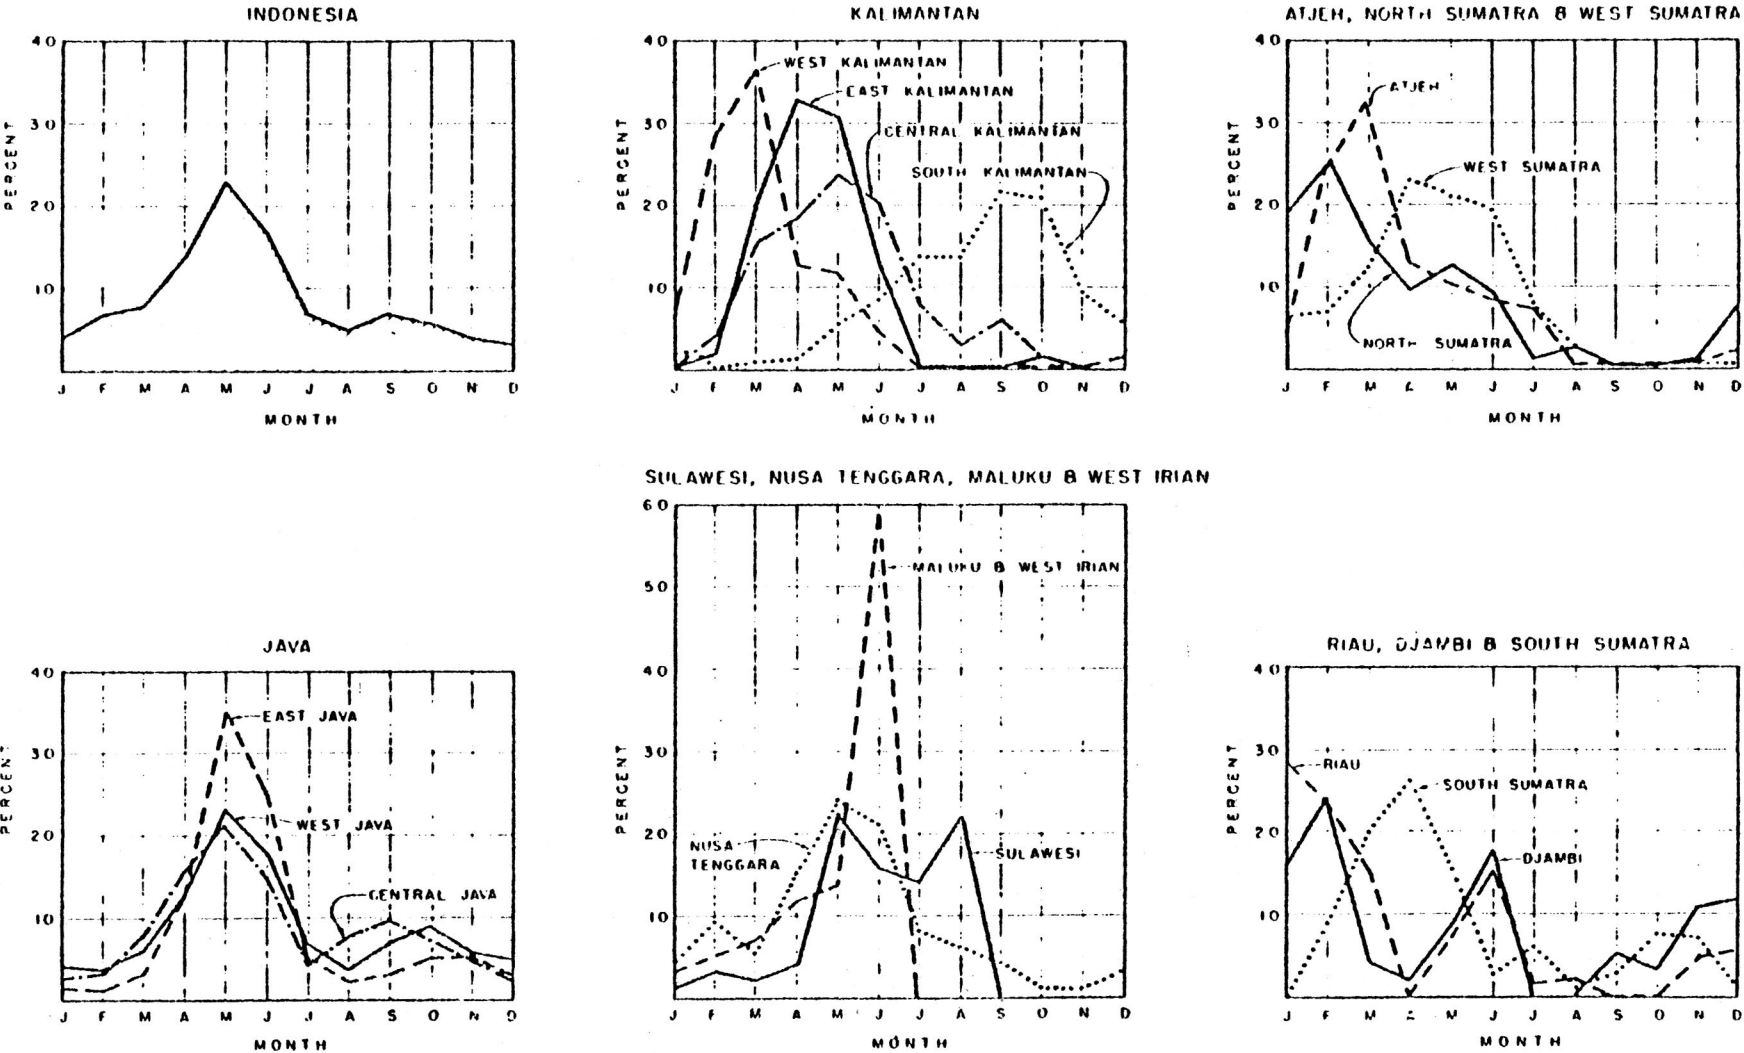 INDONESIA
40
30
20
10
PERCENT
J F M A M J J A S O N D
MONTH
KALIMANTAN
40
30
20
10
PERCENT
WEST KALIMANTAN
EAST KALIMANTAN
CENTRAL KALIMANTAN
SOUTH KALIMANTAN
J F M A M J J A S O N D
MONTH
ATJEH, NORTH SUMATRA & WEST SUMATRA
40
30
20
10
PERCENT
ATJEH
WEST SUMATRA
NORTH SUMATRA
J F M A M J J A S O N D
MONTH
JAVA
40
30
20
10
PERCENT
EAST JAVA
WEST JAVA
CENTRAL JAVA
J F M A M J J A S O N D
MONTH
SULAWESI, NUSA TENGGARA, MALUKU & WEST IRIAN
60
50
40
30
20
10
PERCENT
MALUKU & WEST IRIAN
NUSA
TENGGARA
SULAWESI
J F M A M J J A S O N D
MONTH
RIAU, DJAMBI & SOUTH SUMATRA
40
30
20
10
PERCENT
RIAU
SOUTH SUMATRA
DJAMBI
J F M A M J J A S O N D
MONTH